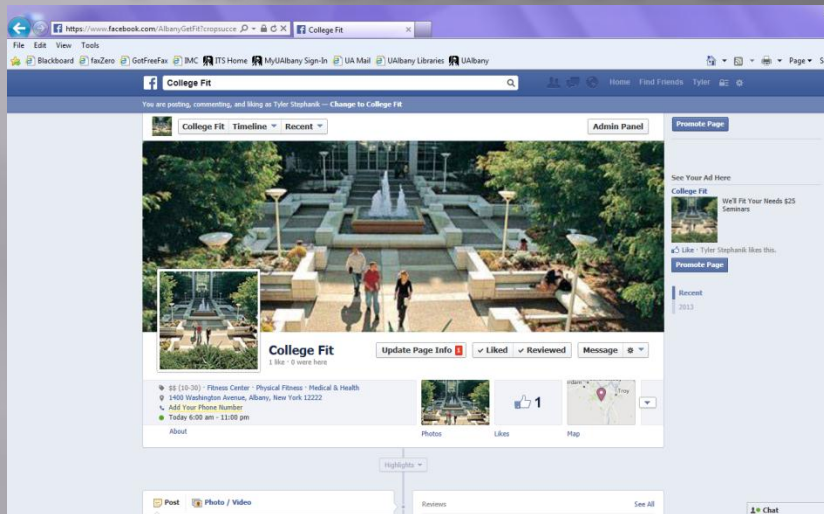 https://www.facebook.com/AlbanyGetFit?cropsucce
College Fit
File Edit View Tools
Blackboard faxZero GotFreeFax IMC ITS Home MyUAlbany Sign-In UA Mail UAlbany Libraries UAlbany
Page
College Fit
Home Find Friends Tyler
You are posting, commenting, and liking as Tyler Stephanik — Change to College Fit
College Fit Timeline Recent
Admin Panel
Promote Page
See Your Ad Here
College Fit
We'll Fit Your Needs $25
Seminars
Like · Tyler Stephanik likes this.
Promote Page
Recent
2013
College Fit
1 like · 0 were here
Update Page Info 5
Liked
Reviewed
Message
$$ (10-30) · Fitness Center · Physical Fitness · Medical & Health
1400 Washington Avenue, Albany, New York 12222
Add Your Phone Number
Today 6:00 am - 11:00 pm
About
Photos
1
Likes
Troy
Map
Highlights
Post Photo / Video
Reviews
See All
Chat